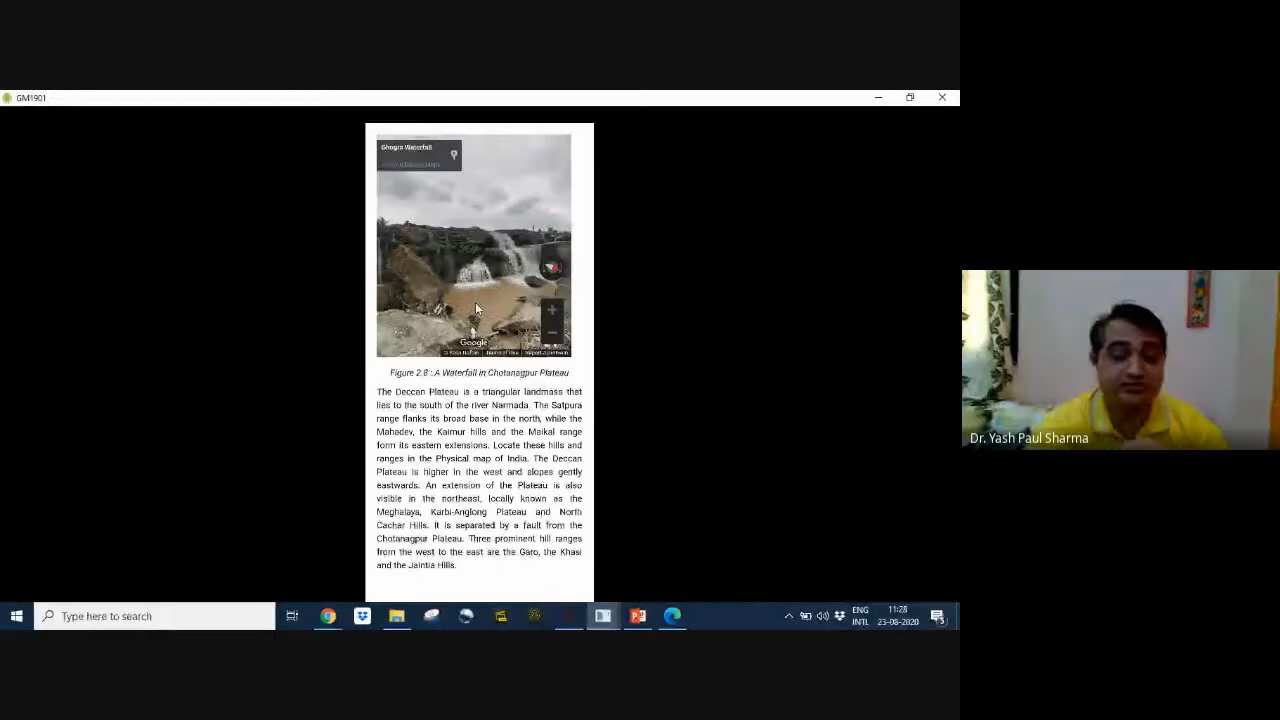 GM1901
Ghogra Waterfall
Google
Figure 2.8 : A Waterfall in Chotanagpur Plateau
The Deccan Plateau is a triangular landmass that
lies to the south of the river Narmada. The Satpura
range flanks its broad base in the north, while the
Mahadev, the Kaimur hills and the Maikal range
form its eastern extensions. Locate these hills and
ranges in the Physical map of India. The Deccan
Plateau is higher in the west and slopes gently
eastwards. An extension of the Plateau is also
visible in the northeast, locally known as the
Meghalaya, Karbi-Anglong Plateau and North
Cachar Hills. It is separated by a fault from the
Chotanagpur Plateau. Three prominent hill ranges
from the west to the east are the Garo, the Khasi
and the Jaintia Hills.
Dr. Yash Paul Sharma
Type here to search
ENG
INTL
11:28
23-08-2020
5